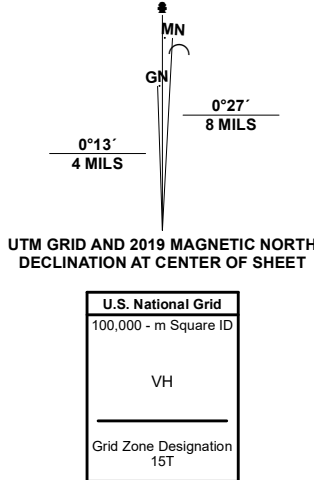 MN
GN
0°27´
8 MILS
0°13´
4 MILS
UTM GRID AND 2019 MAGNETIC NORTH
DECLINATION AT CENTER OF SHEET
U.S. National Grid
100,000 - m Square ID
VH
Grid Zone Designation
15T